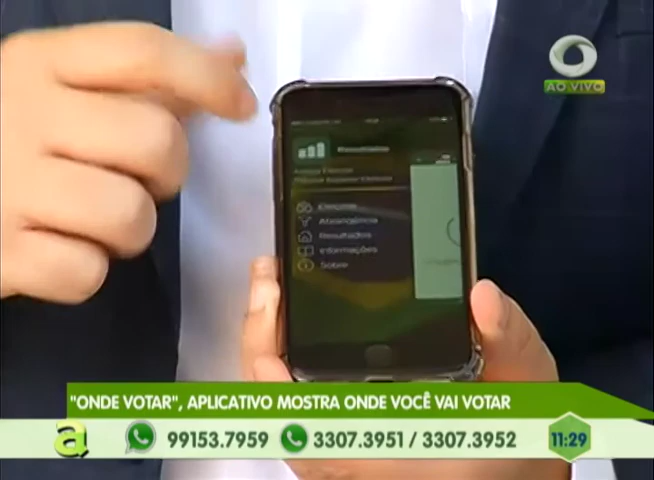 AO VIVO
Resultados
Eleições
Abrangência
Resultados
Informações
Sobre
"ONDE VOTAR", APLICATIVO MOSTRA ONDE VOCÊ VAI VOTAR
a 99153.7959 3307.3951 / 3307.3952 11:29